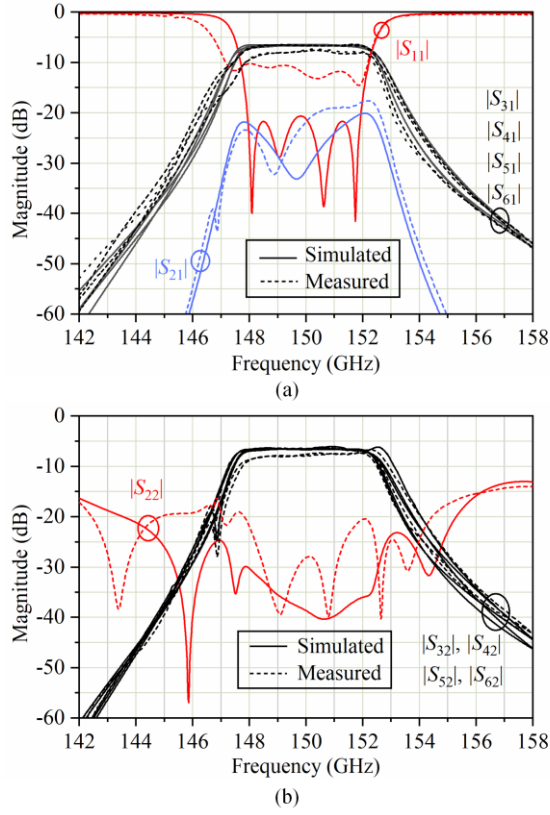 0
-10
-20
-30
-40
-50
-60
Magnitude (dB)
|S11|
|S31|
|S41|
|S51|
|S61|
|S21|
Simulated
Measured
142 144 146 148 150 152 154 156 158
Frequency (GHz)
(a)
0
-10
-20
-30
-40
-50
-60
Magnitude (dB)
|S22|
Simulated
Measured
|S32|, |S42|
|S52|, |S62|
142 144 146 148 150 152 154 156 158
Frequency (GHz)
(b)